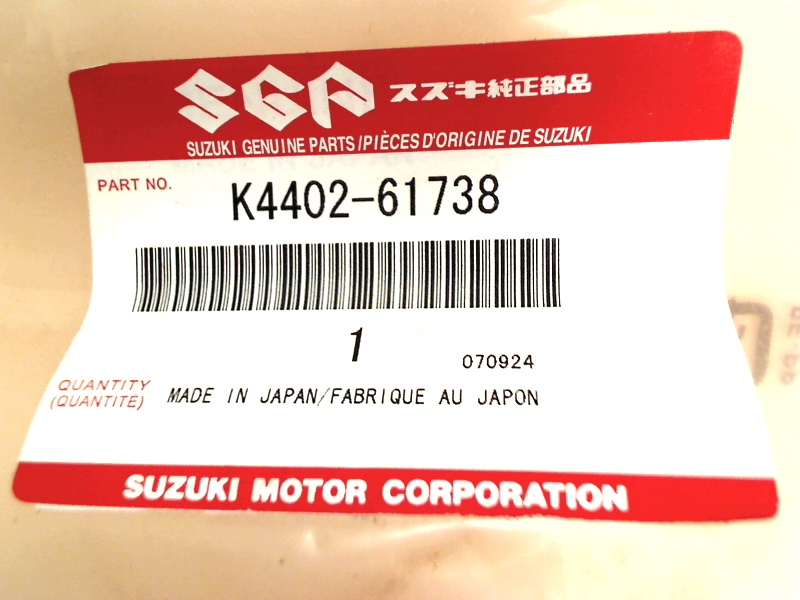 SGP スズキ純正部品
SUZUKI GENUINE PARTS/PIÈCES D'ORIGINE DE SUZUKI
PART NO.
K4402-61738
1
070924
QUANTITY
(QUANTITÉ)
MADE IN JAPAN/FABRIQUE AU JAPON
SUZUKI MOTOR CORPORATION